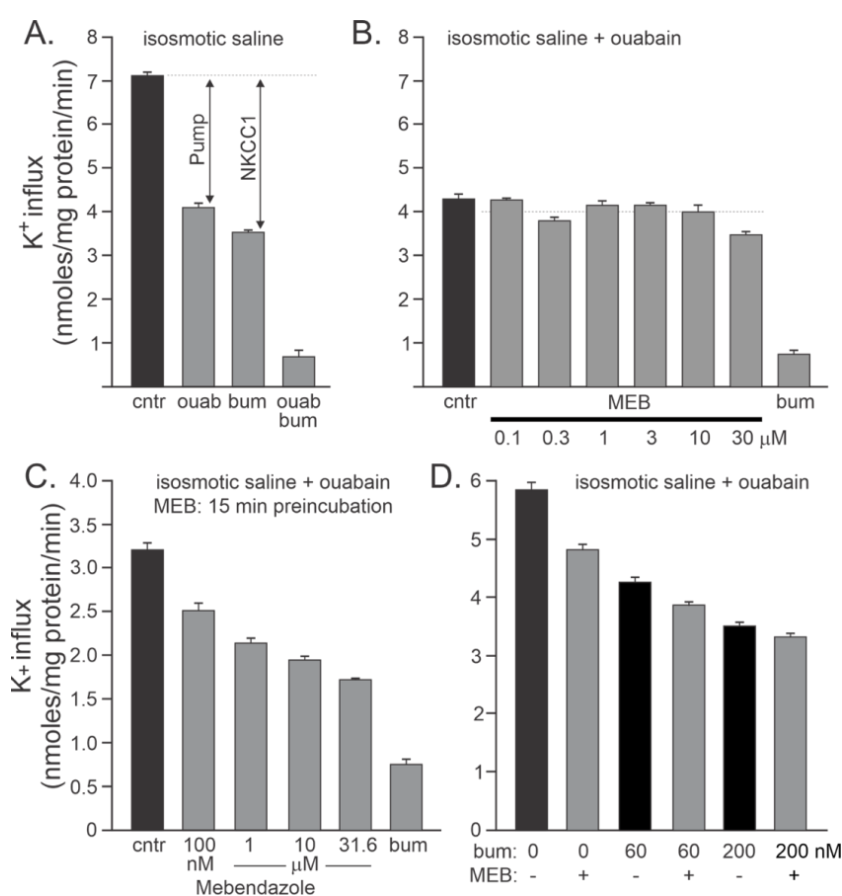 A.
isosmotic saline
K⁺ influx
(nmoles/mg protein/min)
8
7
6
5
4
3
2
1
Pump
NKCC1
cntr ouab bum ouab
bum
B.
isosmotic saline + ouabain
8
7
6
5
4
3
2
1
cntr MEB bum
0.1 0.3 1 3 10 30 μM
C.
isosmotic saline + ouabain
MEB: 15 min preincubation
K+ influx
(nmoles/mg protein/min)
4.0
3.5
3.0
2.5
2.0
1.5
1.0
0.5
0
cntr 100 1 10 31.6 bum
nM μM
Mebendazole
D.
isosmotic saline + ouabain
6
5
4
3
2
1
0
bum: 0 0 60 60 200 200 nM
MEB: - + - + - +